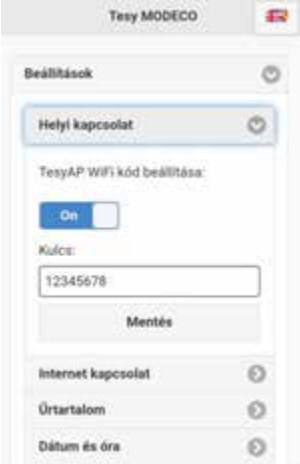 Tesy MODECO
Beállítások
Helyi kapcsolat
TesyAP WiFi kód beállítása:
On
Kulcs:
12345678
Mentés
Internet kapcsolat
Űrtartalom
Dátum és óra